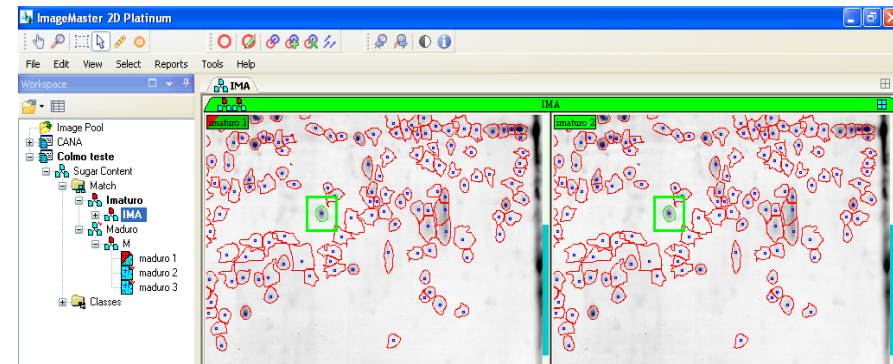 ImageMaster 2D Platinum
File Edit View Select Reports Tools Help
Workspace
IMA
IMA
Image Pool
CANA
Colmo teste
Sugar Content
Match
Imaturo
IMA
Maduro
M
maduro 1
maduro 2
maduro 3
Classes
imaturo 1
imaturo 2